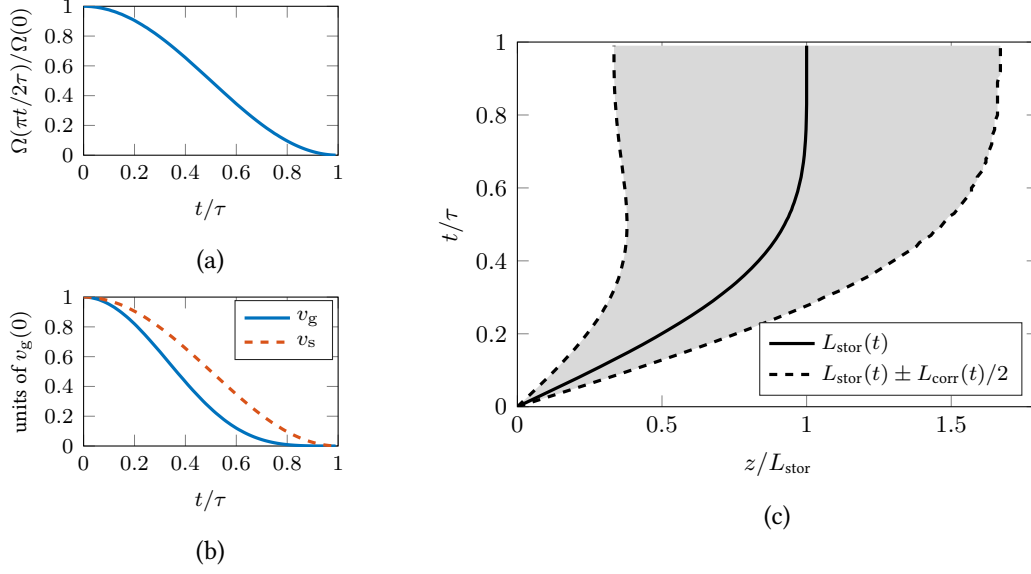 1
0.8
0.6
0.4
0.2
0
0 0.2 0.4 0.6 0.8 1
Ω(πt/2τ)/Ω(0)
t/τ
(a)
1
0.8
0.6
0.4
0.2
0
0 0.2 0.4 0.6 0.8 1
units of v_g(0)
v_g
v_s
t/τ
(b)
1
0.8
0.6
0.4
0.2
0
0 0.5 1 1.5
t/τ
L_stor(t)
L_stor(t) ± L_corr(t)/2
z/L_stor
(c)